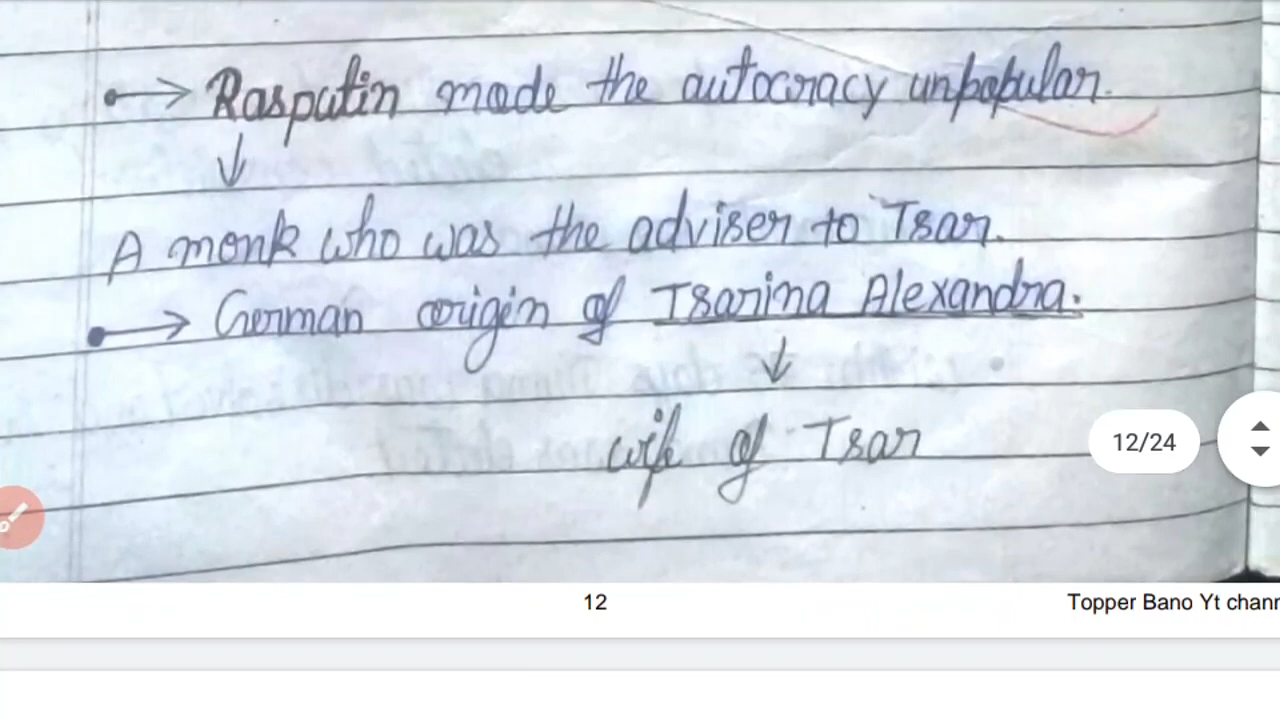 → Rasputin made the autocracy unpopular.
↓
A monk who was the adviser to Tsar.
→ German origin of Tsarina Alexandra.
↓
wife of Tsar
12/24
12
Topper Bano Yt chann